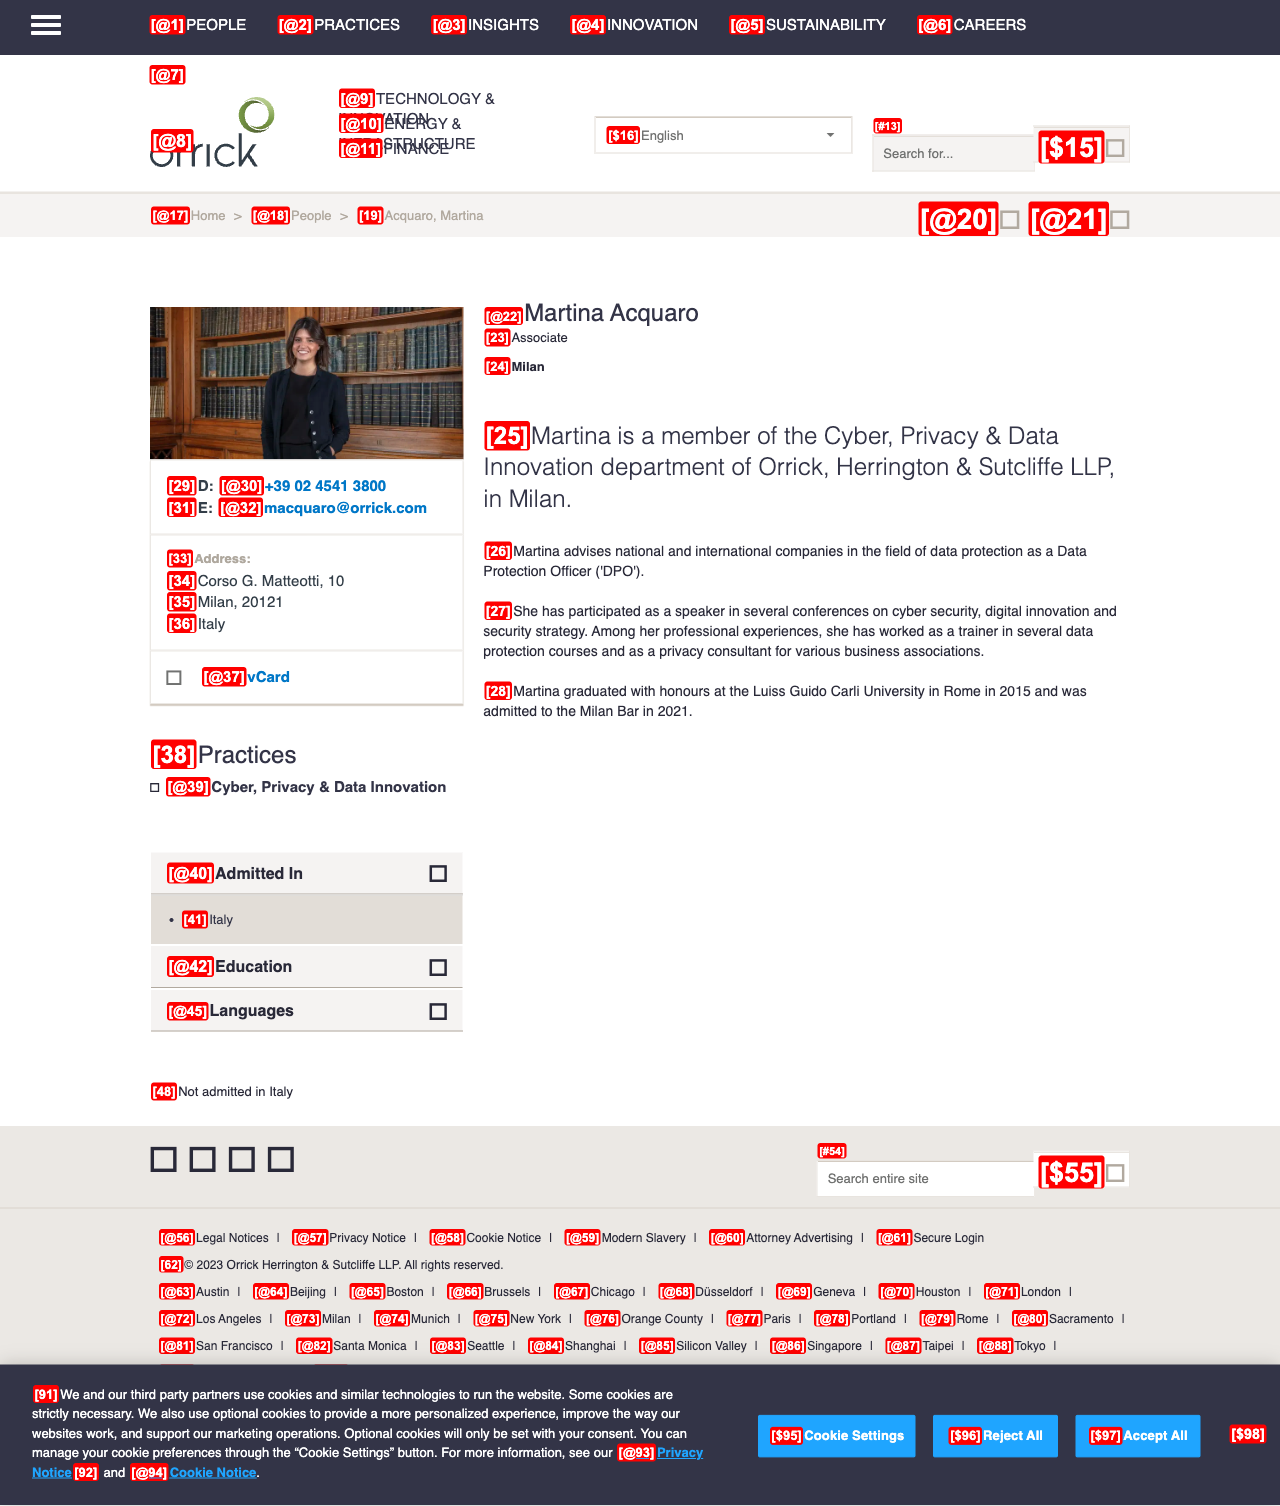 [@1]PEOPLE [@2]PRACTICES [@3]INSIGHTS [@4]INNOVATION [@5]SUSTAINABILITY [@6]CAREERS
[@7]
[@8]
orrick
[@9]TECHNOLOGY &
[@10]ENERGY &
[@11]FINANCE
[$16]English
[#13]
Search for...
[$15]
[@17]Home > [@18]People > [19]Acquaro, Martina
[@20] [@21]
[@22]Martina Acquaro
[23]Associate
[24]Milan
[25]Martina is a member of the Cyber, Privacy & Data
Innovation department of Orrick, Herrington & Sutcliffe LLP,
in Milan.
[26]Martina advises national and international companies in the field of data protection as a Data
Protection Officer ('DPO').
[27]She has participated as a speaker in several conferences on cyber security, digital innovation and
security strategy. Among her professional experiences, she has worked as a trainer in several data
protection courses and as a privacy consultant for various business associations.
[28]Martina graduated with honours at the Luiss Guido Carli University in Rome in 2015 and was
admitted to the Milan Bar in 2021.
[29]D: [@30]+39 02 4541 3800
[31]E: [@32]macquaro@orrick.com
[33]Address:
[34]Corso G. Matteotti, 10
[35]Milan, 20121
[36]Italy
[@37]vCard
[38]Practices
[@39]Cyber, Privacy & Data Innovation
[@40]Admitted In
• [41]Italy
[@42]Education
[@45]Languages
[48]Not admitted in Italy
[#54]
Search entire site
[$55]
[@56]Legal Notices | [@57]Privacy Notice | [@58]Cookie Notice | [@59]Modern Slavery | [@60]Attorney Advertising | [@61]Secure Login
[62]© 2023 Orrick Herrington & Sutcliffe LLP. All rights reserved.
[@63]Austin | [@64]Beijing | [@65]Boston | [@66]Brussels | [@67]Chicago | [@68]Düsseldorf | [@69]Geneva | [@70]Houston | [@71]London |
[@72]Los Angeles | [@73]Milan | [@74]Munich | [@75]New York | [@76]Orange County | [@77]Paris | [@78]Portland | [@79]Rome | [@80]Sacramento |
[@81]San Francisco | [@82]Santa Monica | [@83]Seattle | [@84]Shanghai | [@85]Silicon Valley | [@86]Singapore | [@87]Taipei | [@88]Tokyo |
[91]We and our third party partners use cookies and similar technologies to run the website. Some cookies are
strictly necessary. We also use optional cookies to provide a more personalized experience, improve the way our
websites work, and support our marketing operations. Optional cookies will only be set with your consent. You can
manage your cookie preferences through the “Cookie Settings” button. For more information, see our [@93]Privacy
Notice[92] and [@94]Cookie Notice.
[$95]Cookie Settings [$96]Reject All [$97]Accept All [$98]